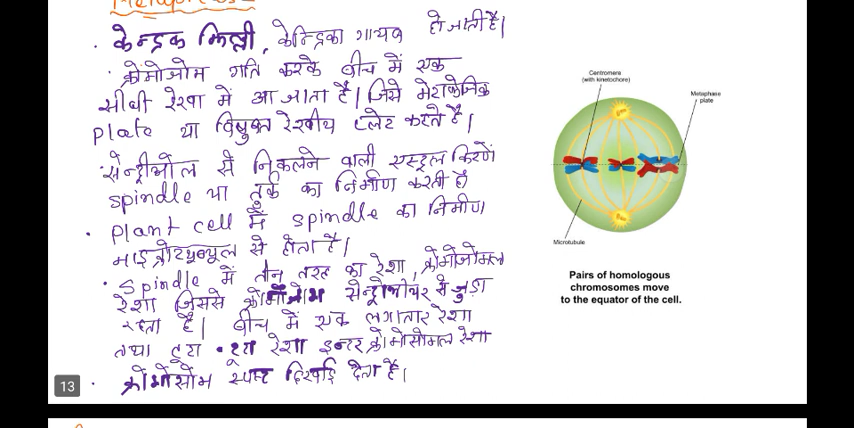 केन्द्रक झिल्ली, केन्द्रिका गायब हो जाती है।
क्रोमोजोम गति करके बीच में एक
सीधी रेखा में आ जाता है। जिसे मेटाफेजिक
plate या विषुवत रेखीय प्लेट कहते है।
सेन्ट्रीओल से निकलने वाली एस्ट्रल किरणें
spindle या तुर्क का निर्माण करती है
plant cell में spindle का निर्माण
माइक्रोट्यूब्यूल से होता है।
spindle में तीन तरह का रेशा, क्रोमोजोमल
रेशा जिससे क्रोमोजोम सेन्ट्रोमीयर से जुड़ा
रहता है। बीच में एक लगातार रेशा
तथा टूटा टूटा रेशा इन्टर क्रोमोसोमल रेशा
क्रोमोसोम स्पष्ट दिखाई देता है।
13
Centromere
(with kinetochore)
Metaphase
plate
Microtubule
Pairs of homologous
chromosomes move
to the equator of the cell.